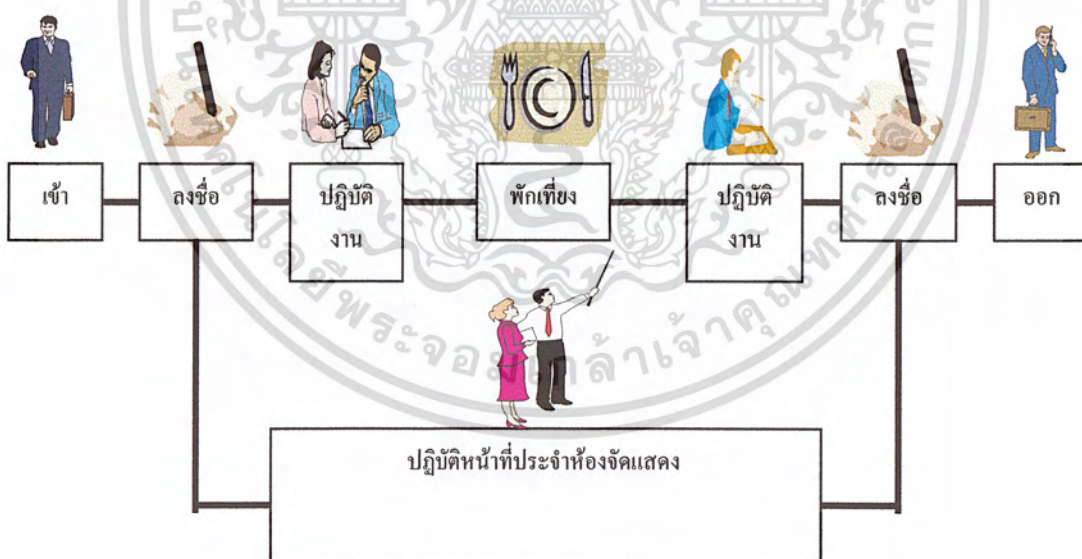 เข้า
ลงชื่อ
ปฏิบัติ
งาน
พักเที่ยง
ปฏิบัติ
งาน
ลงชื่อ
ออก
ปฏิบัติหน้าที่ประจำห้องจัดแสดง